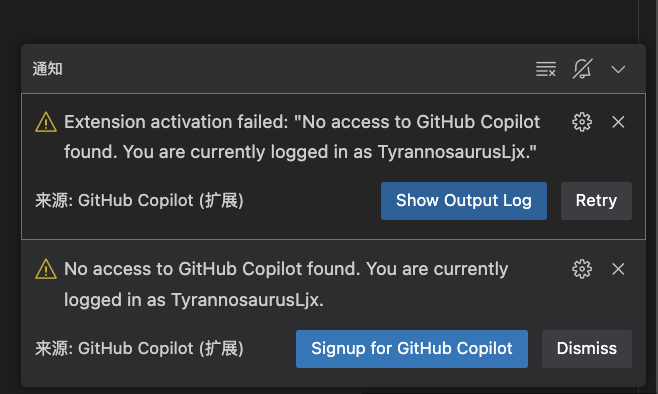 通知
Extension activation failed: "No access to GitHub Copilot
found. You are currently logged in as TyrannosaurusLjx."
来源: GitHub Copilot (扩展)
Show Output Log
Retry
No access to GitHub Copilot found. You are currently
logged in as TyrannosaurusLjx.
来源: GitHub Copilot (扩展)
Signup for GitHub Copilot
Dismiss